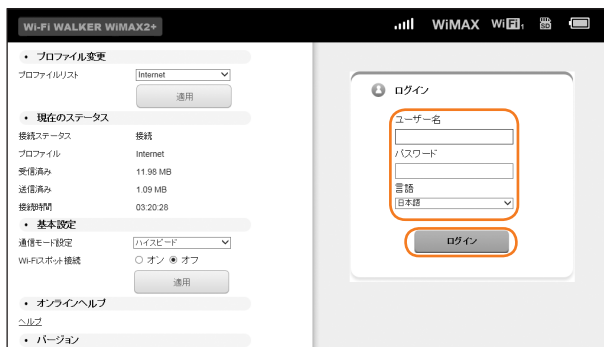 Wi-Fi WALKER WiMAX2+
WiMAX WiFi 1 SD
・ プロファイル変更
プロファイルリスト Internet
適用
・ 現在のステータス
接続ステータス 接続
プロファイル Internet
受信済み 11.98 MB
送信済み 1.09 MB
接続時間 03:20:28
・ 基本設定
通信モード設定 ハイスピード
Wi-Fiスポット接続 オン オフ
適用
・ オンラインヘルプ
ヘルプ
・ バージョン
ログイン
ユーザー名
パスワード
言語
日本語
ログイン